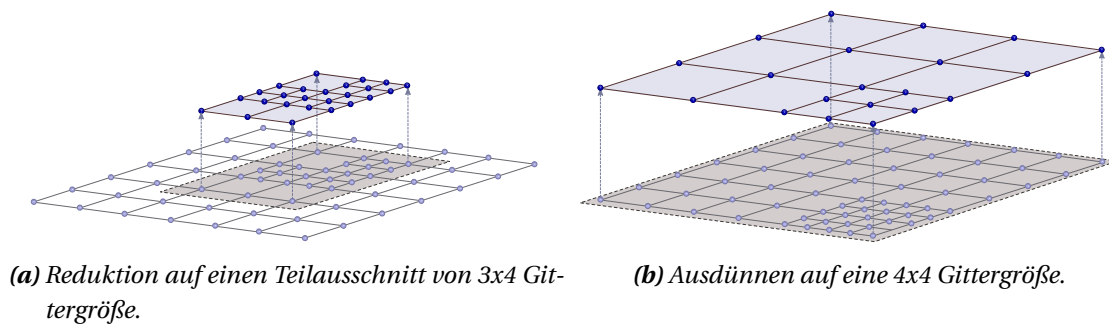 (a) Reduktion auf einen Teilausschnitt von 3x4 Git-
tergröße.
(b) Ausdünnen auf eine 4x4 Gittergröße.